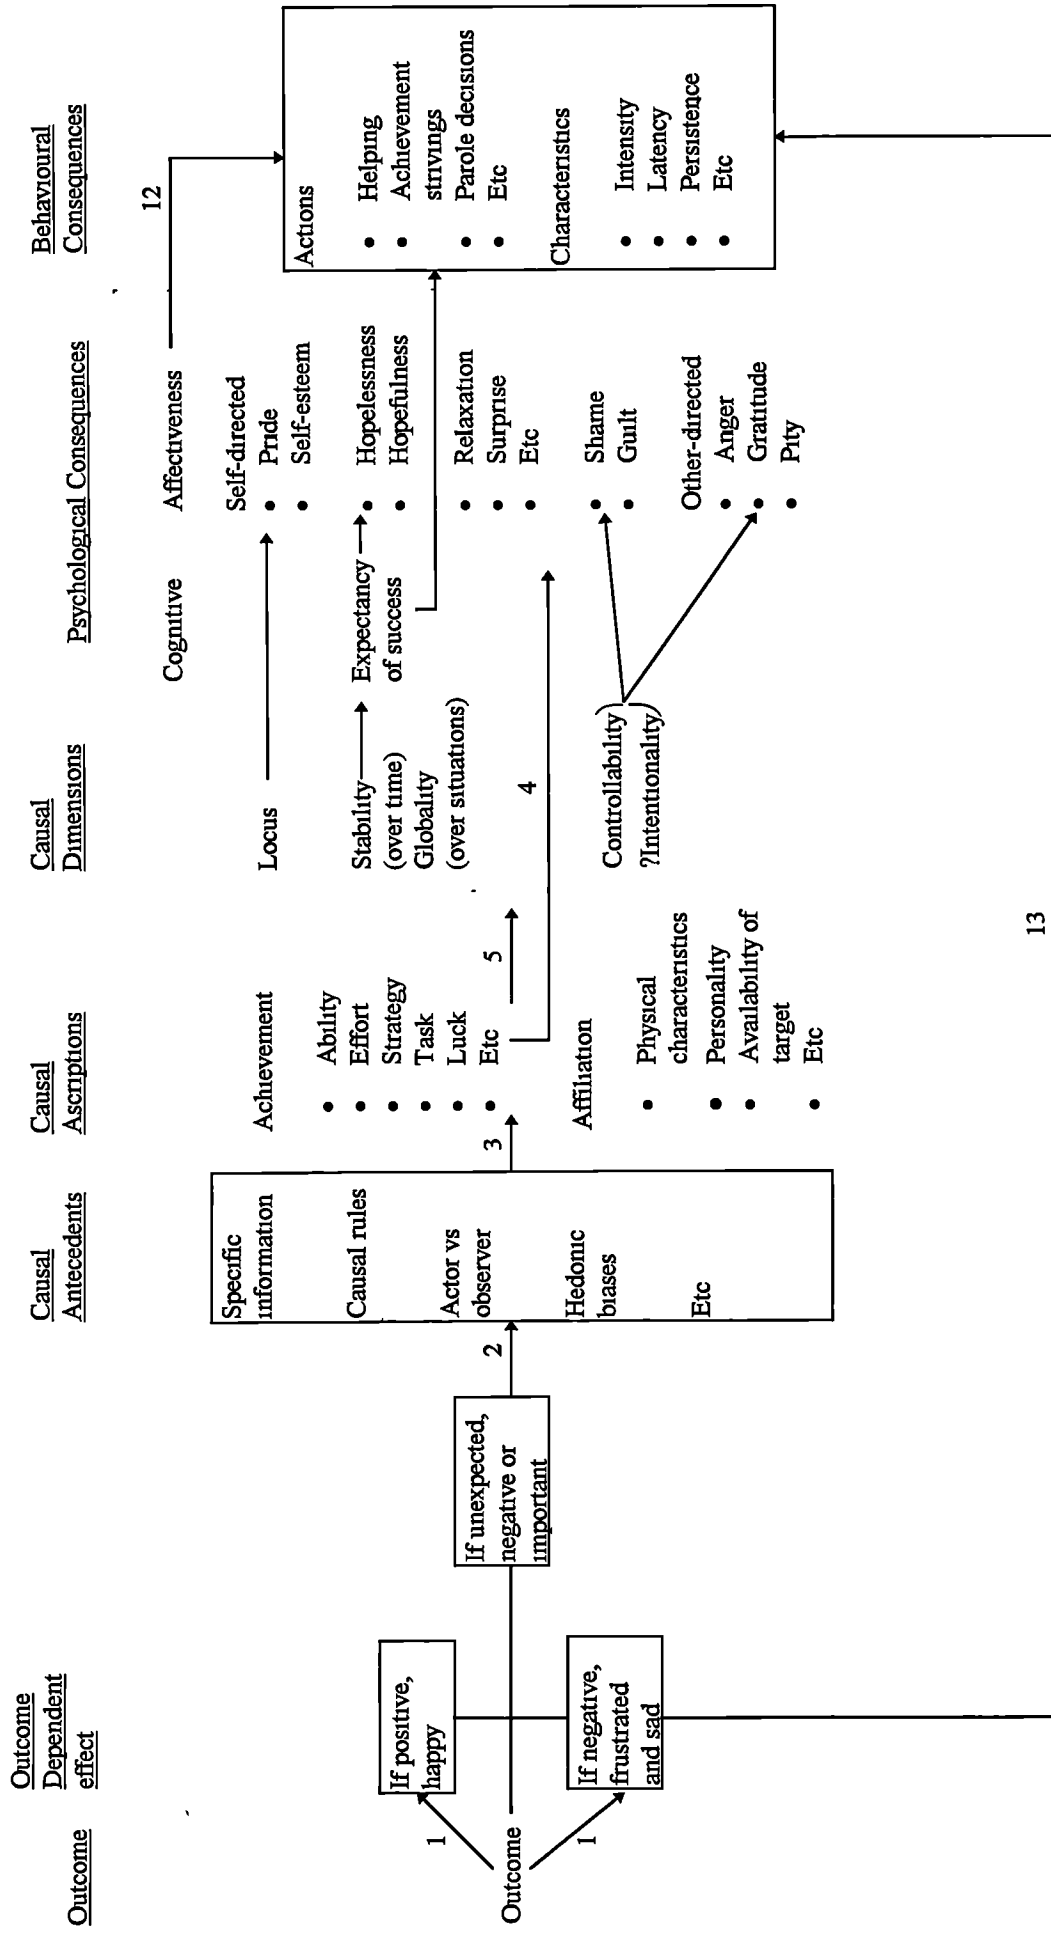 Outcome
Outcome
Dependent
effect
Causal
Antecedents
Causal
Ascriptions
Causal
Dimensions
Psychological Consequences
Behavioural
Consequences
Outcome
1
1
If positive,
happy
If negative,
frustrated
and sad
If unexpected,
negative or
important
2
Specific
information
Causal rules
Actor vs
observer
Hedonic
biases
Etc
3
Achievement
• Ability
• Effort
• Strategy
• Task
• Luck
• Etc
Affiliation
• Physical
characteristics
• Personality
• Availability of
target
• Etc
5
4
Locus
Stability
(over time)
Globality
(over situations)
Controllability
?Intentionality
Cognitive
Expectancy
of success
Affectiveness
Self-directed
• Pride
• Self-esteem
• Hopelessness
• Hopefulness
• Relaxation
• Surprise
• Etc
• Shame
• Guilt
Other-directed
• Anger
• Gratitude
• Pity
12
Actions
• Helping
• Achievement
strivings
• Parole decisions
• Etc
Characteristics
• Intensity
• Latency
• Persistence
• Etc
13